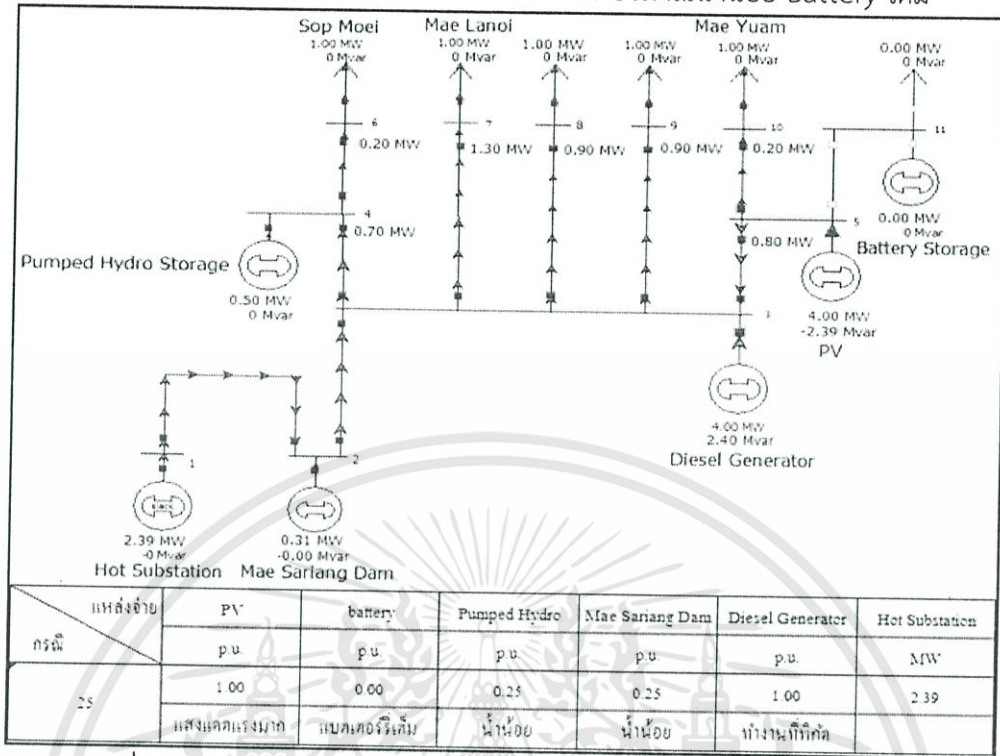 Battery
Sop Moei
Mae Lanoi
Mae Yuam
1.00 MW
0 Mvar
1.00 MW
0 Mvar
1.00 MW
0 Mvar
1.00 MW
0 Mvar
1.00 MW
0 Mvar
0.00 MW
0 Mvar
6
7
8
9
10
11
0.20 MW
1.30 MW
0.90 MW
0.90 MW
0.20 MW
4
0.70 MW
5
0.80 MW
0.00 MW
0 Mvar
Battery Storage
Pumped Hydro Storage
0.50 MW
0 Mvar
4.00 MW
-2.39 Mvar
PV
3
4.00 MW
2.40 Mvar
Diesel Generator
1
2
2.39 MW
-0 Mvar
Hot Substation
0.31 MW
-0.00 Mvar
Mae Sariang Dam
แหล่งจ่าย
กรณี
PV battery Pumped Hydro Mae Sariang Dam Diesel Generator Hot Substation
p.u. p.u. p.u. p.u. p.u. MW
25
1.00 0.00 0.25 0.25 1.00 2.39
แสงแดดแรงมาก แบตเตอร์รี่เต็ม น้ำน้อย น้ำน้อย ทำงานที่พิกัด